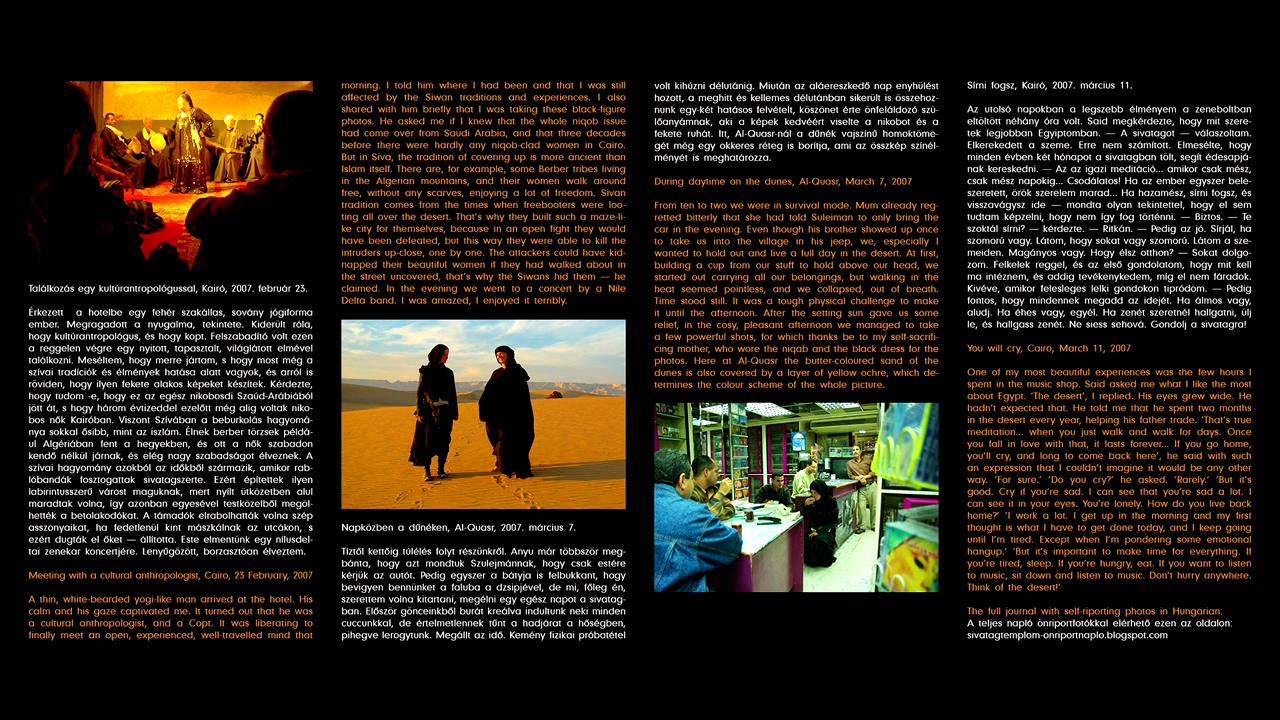 Találkozás egy kultúrantropológussal, Kairó, 2007. február 23.
Érkezett a hotelbe egy fehér szakállas, sovány jógiforma
ember. Megragadott a nyugalma, tekintete. Kiderült róla,
hogy kultúrantropológus, és hogy kopt. Felszabadító volt ezen
a reggelen végre egy nyitott, tapasztalt, világlátott elmével
találkozni. Meséltem, hogy merre jártam, s hogy most még a
szívai tradíciók és élmények hatása alatt vagyok, és arról is
röviden, hogy ilyen fekete alakos képeket készítek. Kérdezte,
hogy tudom -e, hogy ez az egész nikobosdi Szaúd-Arábiából
jött át, s hogy három évtizeddel ezelőtt még alig voltak niko-
bos nők Kairóban. Viszont Szívában a beburkolás hagyomá-
nya sokkal ősibb, mint az iszlám. Élnek berber törzsek példá-
ul Algériában fent a hegyekben, és ott a nők szabadon
kendő nélkül járnak, és elég nagy szabadságot élveznek. A
szívai hagyomány azokból az időkből származik, amikor rab-
lóbandák fosztogattak sivatagszerte. Ezért építettek ilyen
labirintusszerű várost maguknak, mert nyílt ütközetben alul
maradtak volna, így azonban egyesével testközelből megöl-
hették a betolakodókat. A támadók elrabolhatták volna szép
asszonyaikat, ha fedetlenül kint mászkálnak az utcákon, s
ezért dugták el őket — állította. Este elmentünk egy nílusdel-
tai zenekar koncertjére. Lenyűgözött, borzasztóan élveztem.
Meeting with a cultural anthropologist, Cairo, 23 February, 2007
A thin, white-bearded yogi-like man arrived at the hotel. His
calm and his gaze captivated me. It turned out that he was
a cultural anthropologist, and a Copt. It was liberating to
finally meet an open, experienced, well-travelled mind that
morning. I told him where I had been and that I was still
affected by the Siwan traditions and experiences. I also
shared with him briefly that I was taking these black-figure
photos. He asked me if I knew that the whole niqob issue
had come over from Saudi Arabia, and that three decades
before there were hardly any niqob-clad women in Cairo.
But in Siva, the tradition of covering up is more ancient than
Islam itself. There are, for example, some Berber tribes living
in the Algerian mountains, and their women walk around
free, without any scarves, enjoying a lot of freedom. Sivan
tradition comes from the times when freebooters were loo-
ting all over the desert. That's why they built such a maze-li-
ke city for themselves, because in an open fight they would
have been defeated, but this way they were able to kill the
intruders up-close, one by one. The attackers could have kid-
napped their beautiful women if they had walked about in
the street uncovered, that's why the Siwans hid them — he
claimed. In the evening we went to a concert by a Nile
Delta band. I was amazed, I enjoyed it terribly.
Napközben a dűnéken, Al-Quasr, 2007. március 7.
Tíztől kettőig túlélés folyt részünkről. Anyu már többször meg-
bánta, hogy azt mondtuk Szulejmánnak, hogy csak estére
kérjük az autót. Pedig egyszer a bátyja is felbukkant, hogy
bevigyen bennünket a faluba a dzsipjével, de mi, főleg én,
szerettem volna kitartani, megélni egy egész napot a sivatag-
ban. Először gönceinkből burát kreálva indultunk neki minden
cuccunkkal, de értelmetlennek tűnt a hadjárat a hőségben,
pihegve lerogytunk. Megállt az idő. Kemény fizikai próbatétel
volt kihúzni délutánig. Miután az aláereszkedő nap enyhülést
hozott, a meghitt és kellemes délutánban sikerült is összehoz-
nunk egy-két hatásos felvételt, köszönet érte önfeláldozó szü-
lőanyámnak, aki a képek kedvéért viselte a nikobot és a
fekete ruhát. Itt, Al-Quasr-nál a dűnék vajszínű homoktöme-
gét még egy okkeres réteg is borítja, ami az összkép színél-
ményét is meghatározza.
During daytime on the dunes, Al-Quasr, March 7, 2007
From ten to two we were in survival mode. Mum already reg-
retted bitterly that she had told Suleiman to only bring the
car in the evening. Even though his brother showed up once
to take us into the village in his jeep, we, especially I
wanted to hold out and live a full day in the desert. At first,
building a cup from our stuff to hold above our head, we
started out carrying all our belongings, but walking in the
heat seemed pointless, and we collapsed, out of breath.
Time stood still. It was a tough physical challenge to make
it until the afternoon. After the setting sun gave us some
relief, in the cosy, pleasant afternoon we managed to take
a few powerful shots, for which thanks be to my self-sacrifi-
cing mother, who wore the niqab and the black dress for the
photos. Here at Al-Quasr the butter-coloured sand of the
dunes is also covered by a layer of yellow ochre, which de-
termines the colour scheme of the whole picture.
Sírni fogsz, Kairó, 2007. március 11.
Az utolsó napokban a legszebb élményem a zeneboltban
eltöltött néhány óra volt. Said megkérdezte, hogy mit szere-
tek legjobban Egyiptomban. — A sivatagot — válaszoltam.
Elkerekedett a szeme. Erre nem számított. Elmesélte, hogy
minden évben két hónapot a sivatagban tölt, segít édesapjá-
nak kereskedni. — Az az igazi meditáció... amikor csak mész,
csak mész napokig... Csodálatos! Ha az ember egyszer bele-
szeretett, örök szerelem marad... Ha hazamész, sírni fogsz, és
visszavágysz ide — mondta olyan tekintettel, hogy el sem
tudtam képzelni, hogy nem így fog történni. — Biztos. — Te
szoktál sírni? — kérdezte. — Ritkán. — Pedig az jó. Sírjál, ha
szomorú vagy. Látom, hogy sokat vagy szomorú. Látom a sze-
meiden. Magányos vagy. Hogy élsz otthon? — Sokat dolgo-
zom. Felkelek reggel, és az első gondolatom, hogy mit kell
ma intéznem, és addig tevékenykedem, míg el nem fáradok.
Kivéve, amikor felesleges lelki gondokon tipródom. — Pedig
fontos, hogy mindennek megadd az idejét. Ha álmos vagy,
aludj. Ha éhes vagy, egyél. Ha zenét szeretnél hallgatni, ülj
le, és hallgass zenét. Ne siess sehová. Gondolj a sivatagra!
You will cry, Cairo, March 11, 2007
One of my most beautiful experiences was the few hours I
spent in the music shop. Said asked me what I like the most
about Egypt. 'The desert', I replied. His eyes grew wide. He
hadn't expected that. He told me that he spent two months
in the desert every year, helping his father trade. 'That's true
meditation... when you just walk and walk for days. Once
you fall in love with that, it lasts forever... If you go home,
you'll cry, and long to come back here', he said with such
an expression that I couldn't imagine it would be any other
way. 'For sure.' 'Do you cry?' he asked. 'Rarely.' 'But it's
good. Cry if you're sad. I can see that you're sad a lot. I
can see it in your eyes. You're lonely. How do you live back
home?' 'I work a lot. I get up in the morning and my first
thought is what I have to get done today, and I keep going
until I'm tired. Except when I'm pondering some emotional
hangup.' 'But it's important to make time for everything. If
you're tired, sleep. If you're hungry, eat. If you want to listen
to music, sit down and listen to music. Don't hurry anywhere.
Think of the desert!'
The full journal with self-riporting photos in Hungarian:
A teljes napló önriportfotókkal elérhető ezen az oldalon:
sivatagtemplom-onriportnaplo.blogspot.com